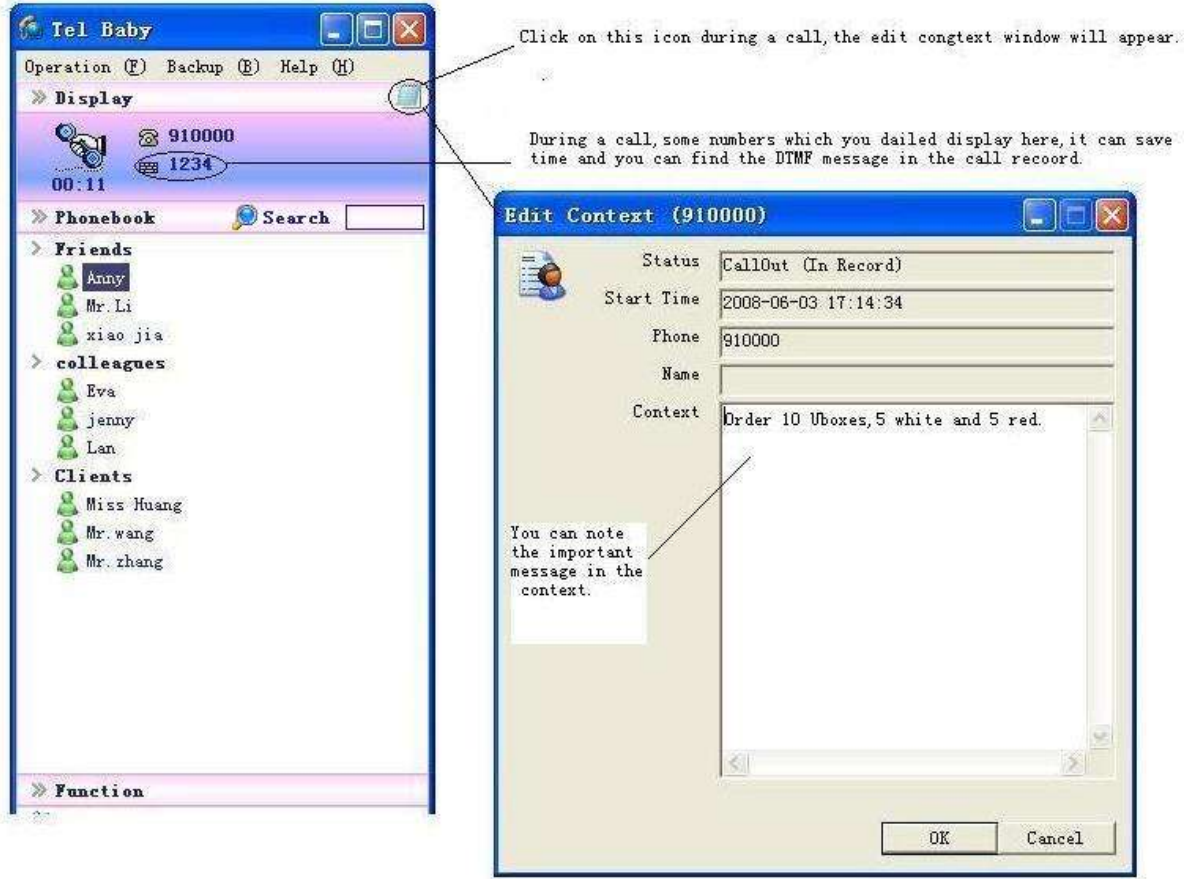 Tel Baby
Operation (F) Backup (B) Help (H)
Display
910000
1234
00:11
Phonebook Search
Friends
Anny
Mr.Li
xiao jia
colleagues
Eva
jenny
Lan
Clients
Miss Huang
Mr.wang
Mr.zhang
Function
Click on this icon during a call, the edit congtext window will appear.
During a call, some numbers which you dailed display here, it can save
time and you can find the DTMF message in the call recoord.
Edit Context (910000)
Status CallOut (In Record)
Start Time 2008-06-03 17:14:34
Phone 910000
Name
Context Order 10 Uboxes,5 white and 5 red.
You can note
the important
message in the
context.
OK Cancel